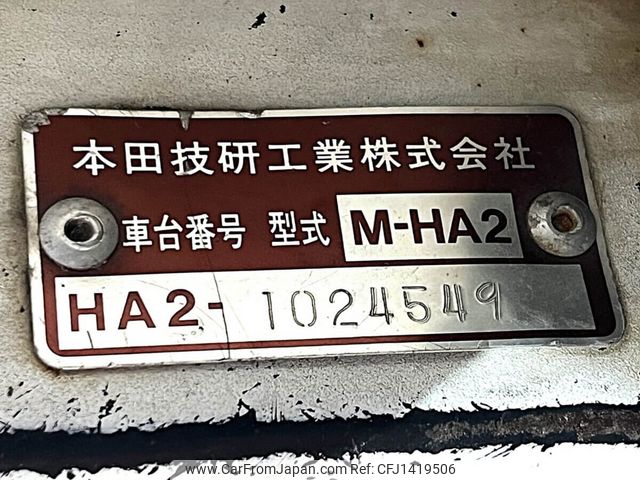 本田技研工業株式会社
車台番号 型式 M-HA2
HA2-1024549
www.CarFromJapan.com | Photo Ref: CFJ1419506